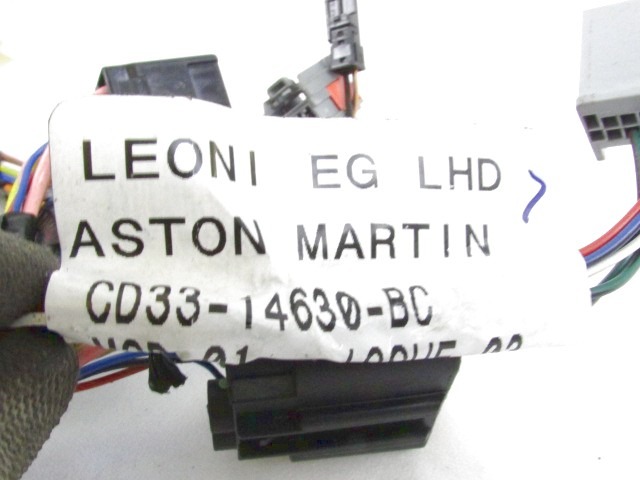 LEONI EG LHD
ASTON MARTIN
CD33-14630-BC